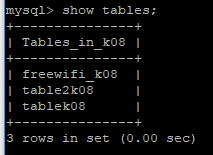 mysql> show tables;
+---------------+
| Tables_in_k08 |
+---------------+
| freewifi_k08 |
| table2k08 |
| tablek08 |
+---------------+
3 rows in set (0.00 sec)